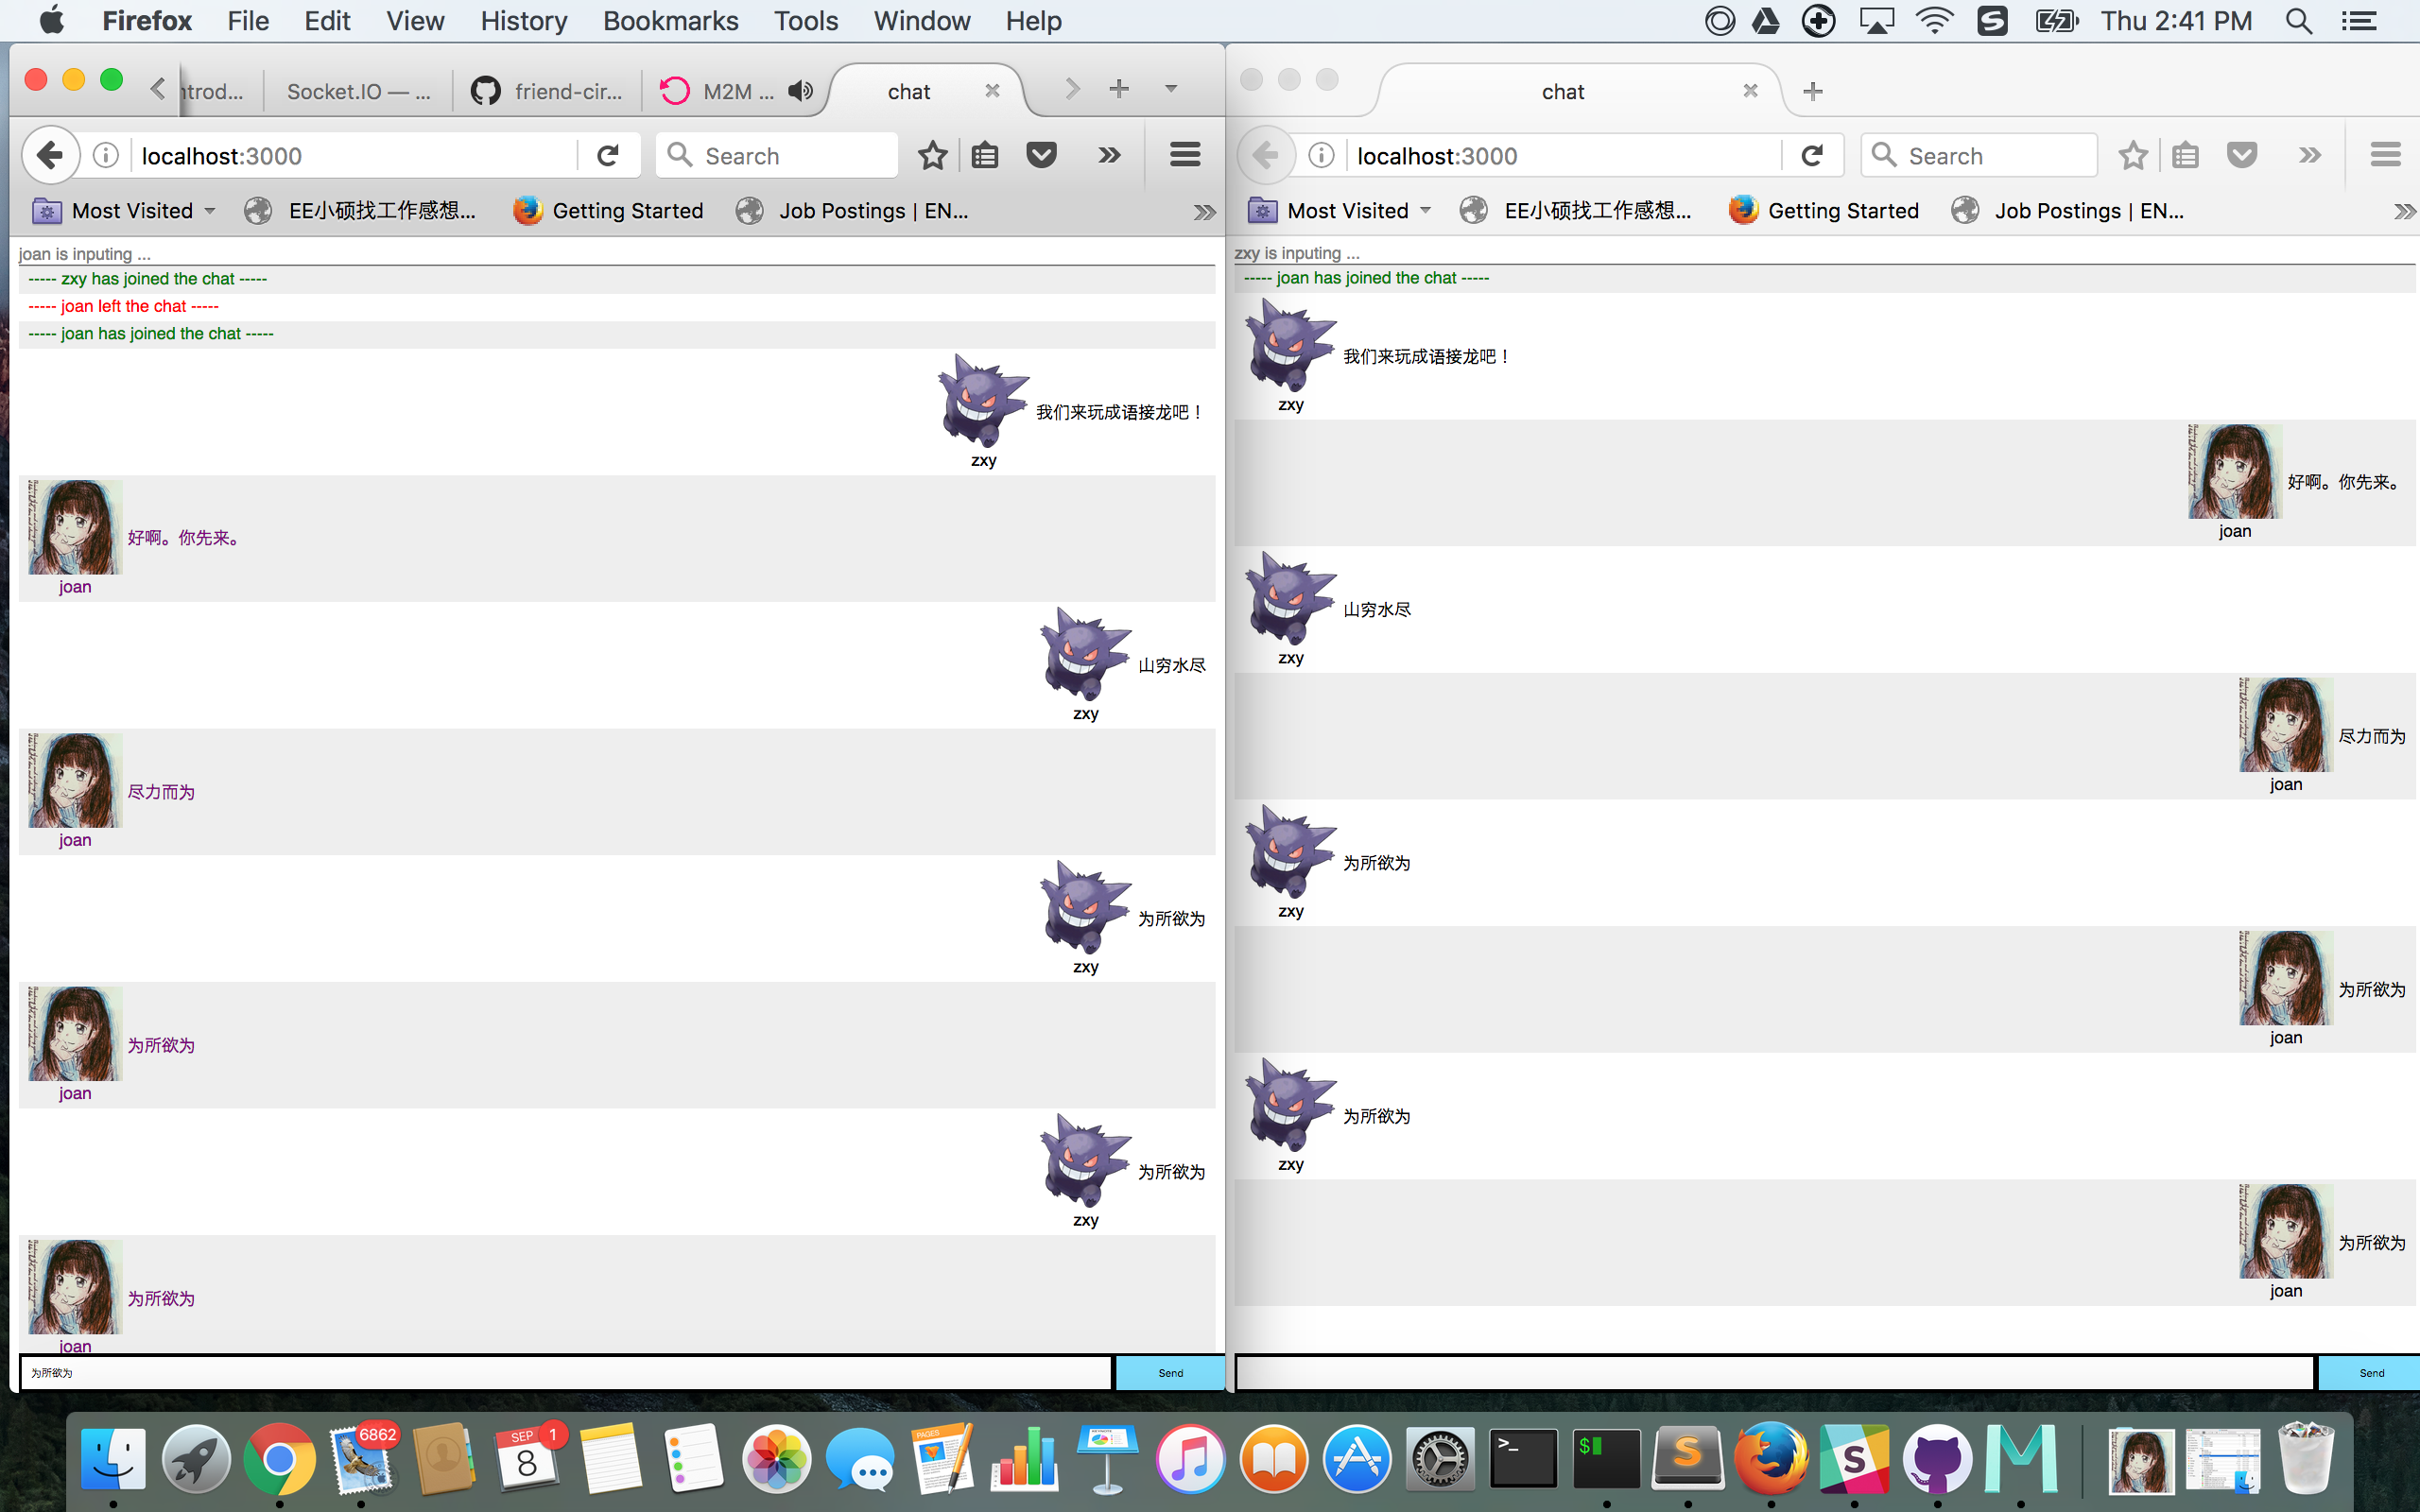 Firefox File Edit View History Bookmarks Tools Window Help Thu 2:41 PM
ntrod... Socket.IO — ... friend-cir... M2M ... chat
localhost:3000 Search
Most Visited EE小硕找工作感想... Getting Started Job Postings | EN...
joan is inputing ...
----- zxy has joined the chat -----
----- joan left the chat -----
----- joan has joined the chat -----
我们来玩成语接龙吧！
zxy
好啊。你先来。
joan
山穷水尽
zxy
尽力而为
joan
为所欲为
zxy
为所欲为
joan
为所欲为
zxy
为所欲为
joan
为所欲为 Send
chat
localhost:3000 Search
Most Visited EE小硕找工作感想... Getting Started Job Postings | EN...
zxy is inputing ...
----- joan has joined the chat -----
我们来玩成语接龙吧！
zxy
好啊。你先来。
joan
山穷水尽
zxy
尽力而为
joan
为所欲为
zxy
为所欲为
joan
为所欲为
zxy
为所欲为
joan
Send
6862
SEP
8
1
PAGES